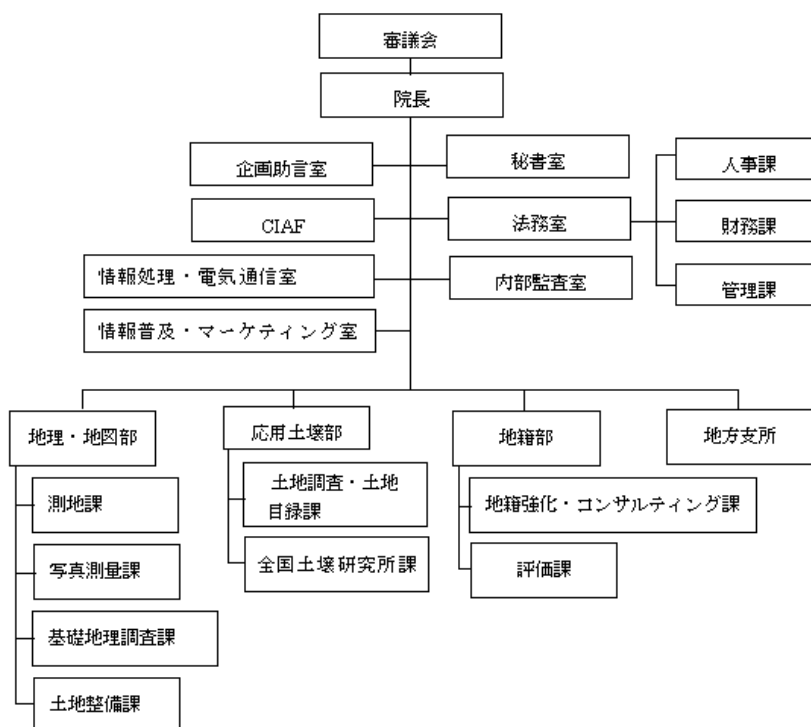 審議会
院長
企画助言室
秘書室
人事課
CIAF
法務室
財務課
情報処理・電気通信室
内部監査室
管理課
情報普及・マーケティング室
地理・地図部
応用土壌部
地籍部
地方支所
測地課
土地調査・土地
目録課
地籍強化・コンサルティング課
写真測量課
全国土壌研究所課
評価課
基礎地理調査課
土地整備課